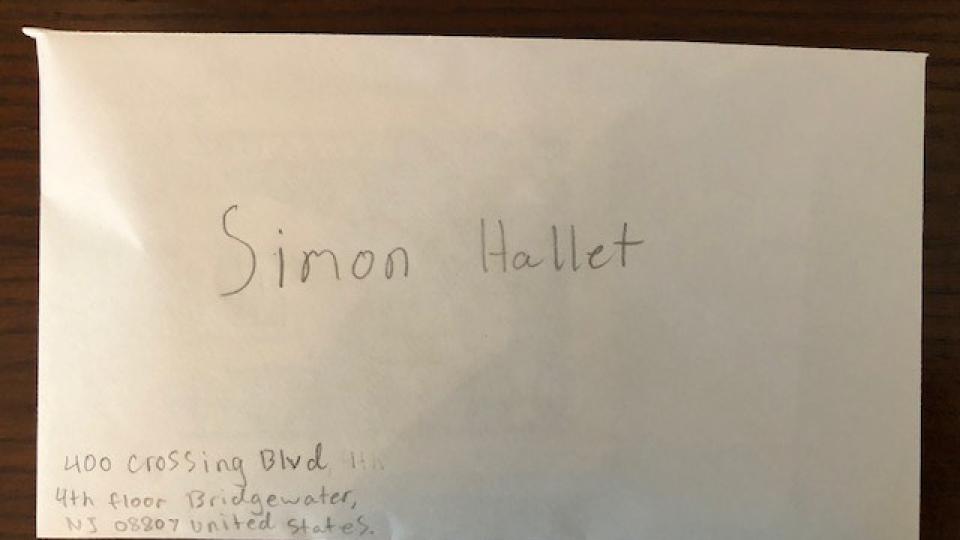 Simon Hallet
400 crossing Blvd
4th floor Bridgewater,
NJ 08807 united states.